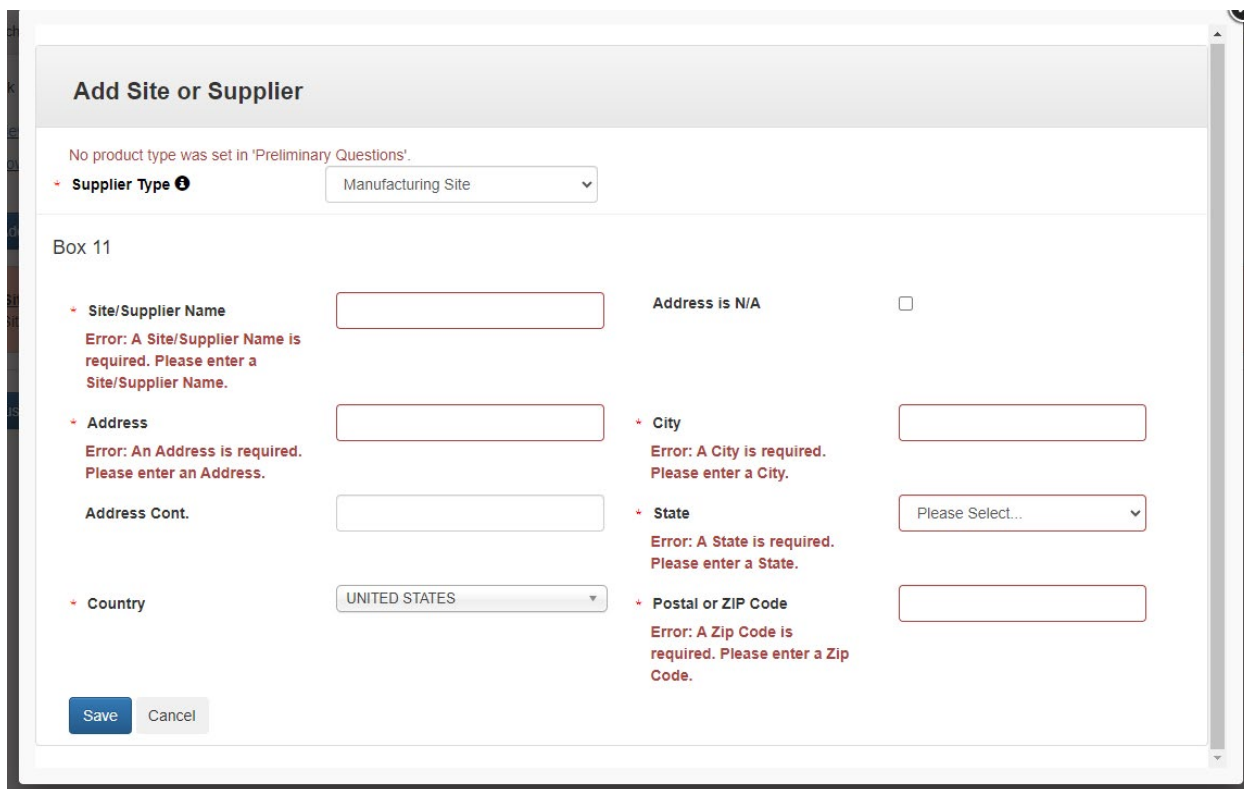 Add Site or Supplier
No product type was set in 'Preliminary Questions'.
* Supplier Type
Manufacturing Site
Box 11
* Site/Supplier Name
Error: A Site/Supplier Name is
required. Please enter a
Site/Supplier Name.
Address is N/A
* Address
Error: An Address is required.
Please enter an Address.
* City
Error: A City is required.
Please enter a City.
Address Cont.
* State
Please Select...
Error: A State is required.
Please enter a State.
* Country
UNITED STATES
* Postal or ZIP Code
Error: A Zip Code is
required. Please enter a Zip
Code.
Save
Cancel